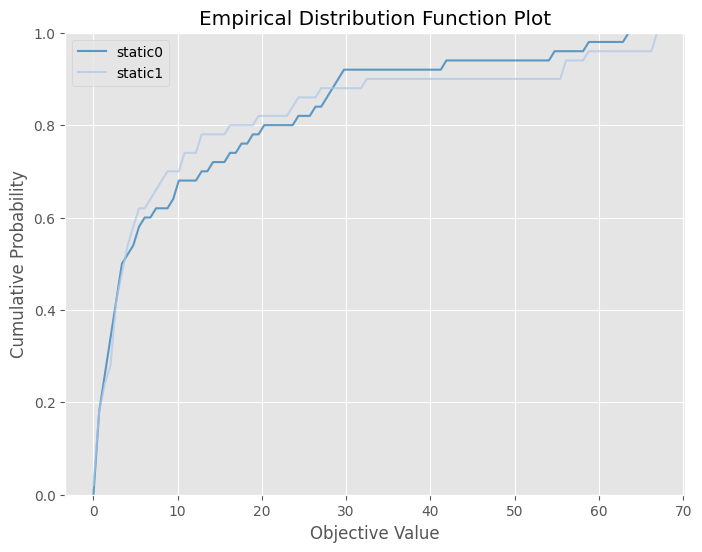 Empirical Distribution Function Plot
static0
static1
Cumulative Probability
1.0
0.8
0.6
0.4
0.2
0.0
0 10 20 30 40 50 60 70
Objective Value